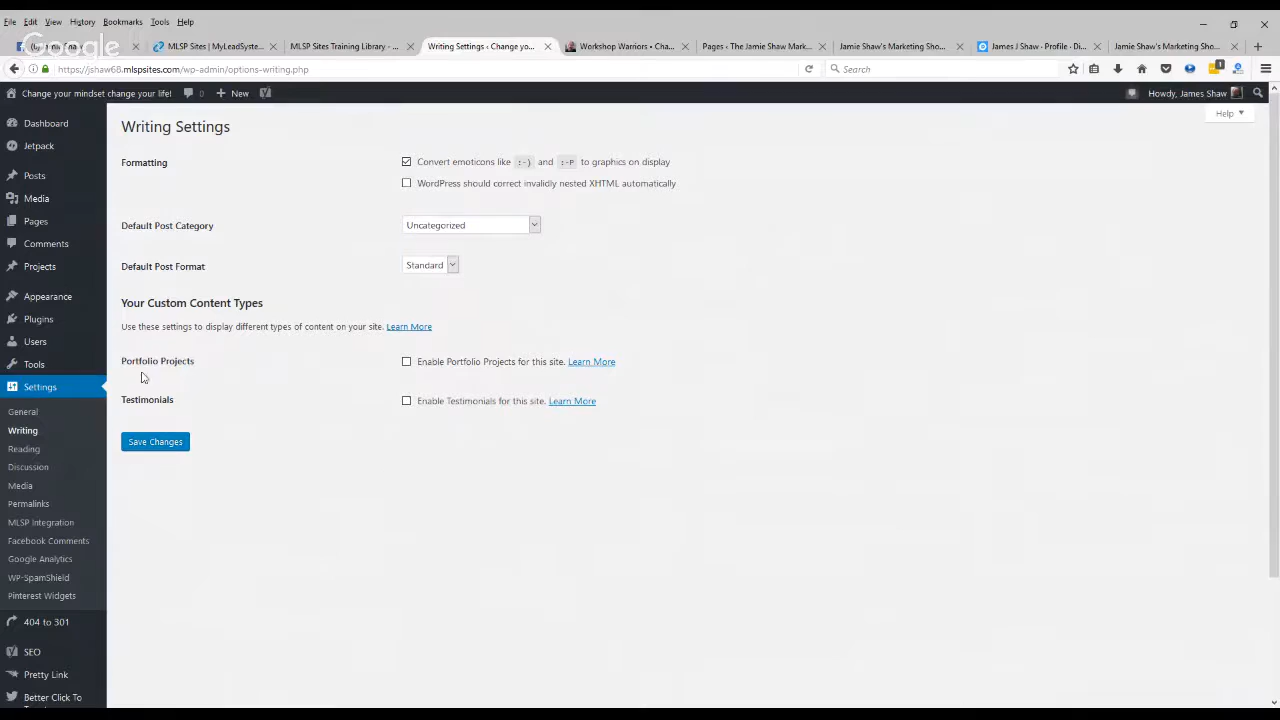 File Edit View History Bookmarks Tools Help
Google
MLSP Sites | MyLeadSyste... MLSP Sites Training Library - ... Writing Settings ‹ Change yo... Workshop Warriors • Cha... Pages ‹ The Jamie Shaw Mark... Jamie Shaw's Marketing Sho... James J Shaw - Profile - Di... Jamie Shaw's Marketing Sho...
https://jshaw68.mlspsites.com/wp-admin/options-writing.php
Search
1
Change your mindset change your life!
0
New
Howdy, James Shaw
Help
Dashboard
Jetpack
Posts
Media
Pages
Comments
Projects
Appearance
Plugins
Users
Tools
Settings
General
Writing
Reading
Discussion
Media
Permalinks
MLSP Integration
Facebook Comments
Google Analytics
WP-SpamShield
Pinterest Widgets
404 to 301
SEO
Pretty Link
Better Click To
Writing Settings
Formatting
Convert emoticons like :-) and :-P to graphics on display
WordPress should correct invalidly nested XHTML automatically
Default Post Category
Uncategorized
Default Post Format
Standard
Your Custom Content Types
Use these settings to display different types of content on your site. Learn More
Portfolio Projects
Enable Portfolio Projects for this site. Learn More
Testimonials
Enable Testimonials for this site. Learn More
Save Changes